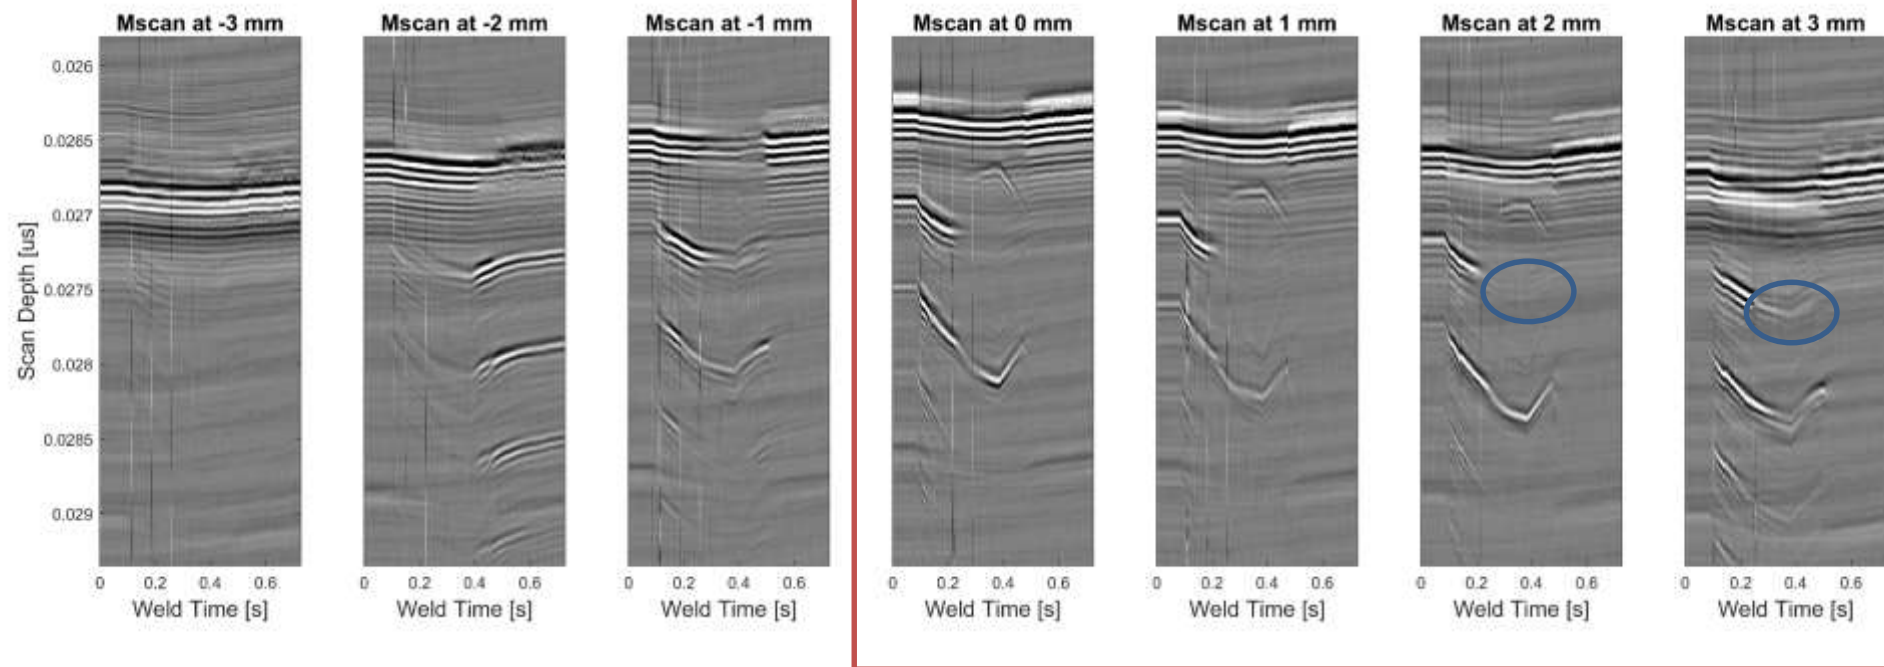 Mscan at -3 mm
Mscan at -2 mm
Mscan at -1 mm
Mscan at 0 mm
Mscan at 1 mm
Mscan at 2 mm
Mscan at 3 mm
Scan Depth [us]
0.026
0.0265
0.027
0.0275
0.028
0.0285
0.029
0 0.2 0.4 0.6
0 0.2 0.4 0.6
0 0.2 0.4 0.6
0 0.2 0.4 0.6
0 0.2 0.4 0.6
0 0.2 0.4 0.6
0 0.2 0.4 0.6
Weld Time [s]
Weld Time [s]
Weld Time [s]
Weld Time [s]
Weld Time [s]
Weld Time [s]
Weld Time [s]